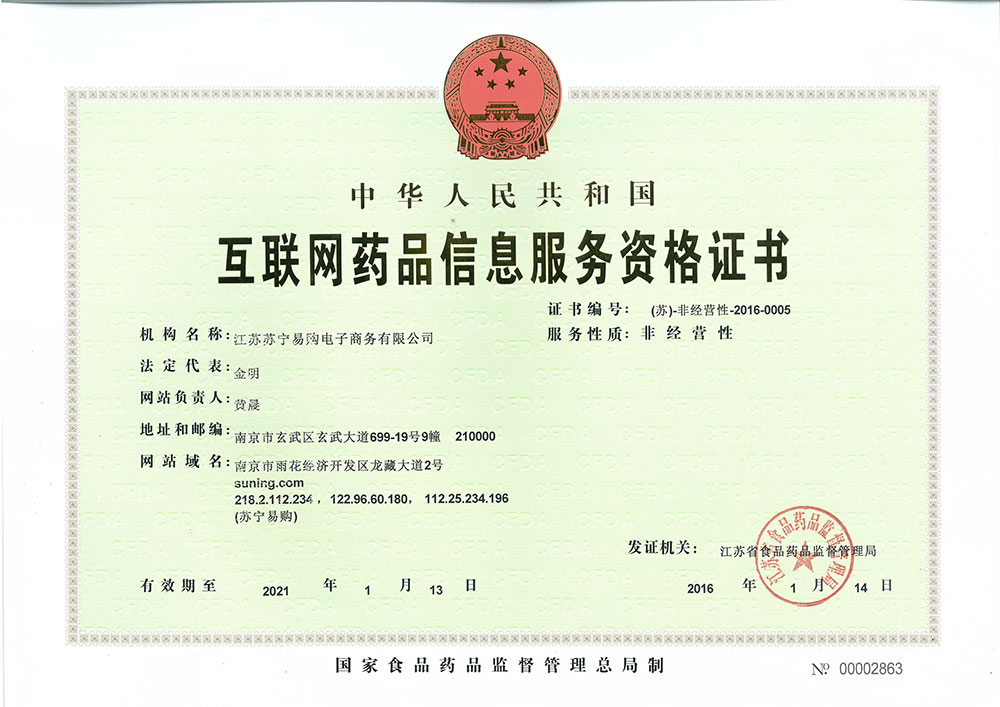 中华人民共和国
互联网药品信息服务资格证书
证书编号： (苏)-非经营性-2016-0005
服务性质：非经营性
机构名称：江苏苏宁易购电子商务有限公司
法定代表：金明
网站负责人：黄晨
地址和邮编：南京市玄武区玄武大道699-19号9幢 210000
网站域名：南京市雨花经济开发区龙藏大道2号
suning.com
218.2.112.234 ，122.96.60.180， 112.25.234.196
(苏宁易购)
发证机关： 江苏省食品药品监督管理局
江苏省食品药品监督管理局
有效期至 2021 年 1 月 13 日
2016 年 1 月 14 日
国家食品药品监督管理总局制
№ 00002863